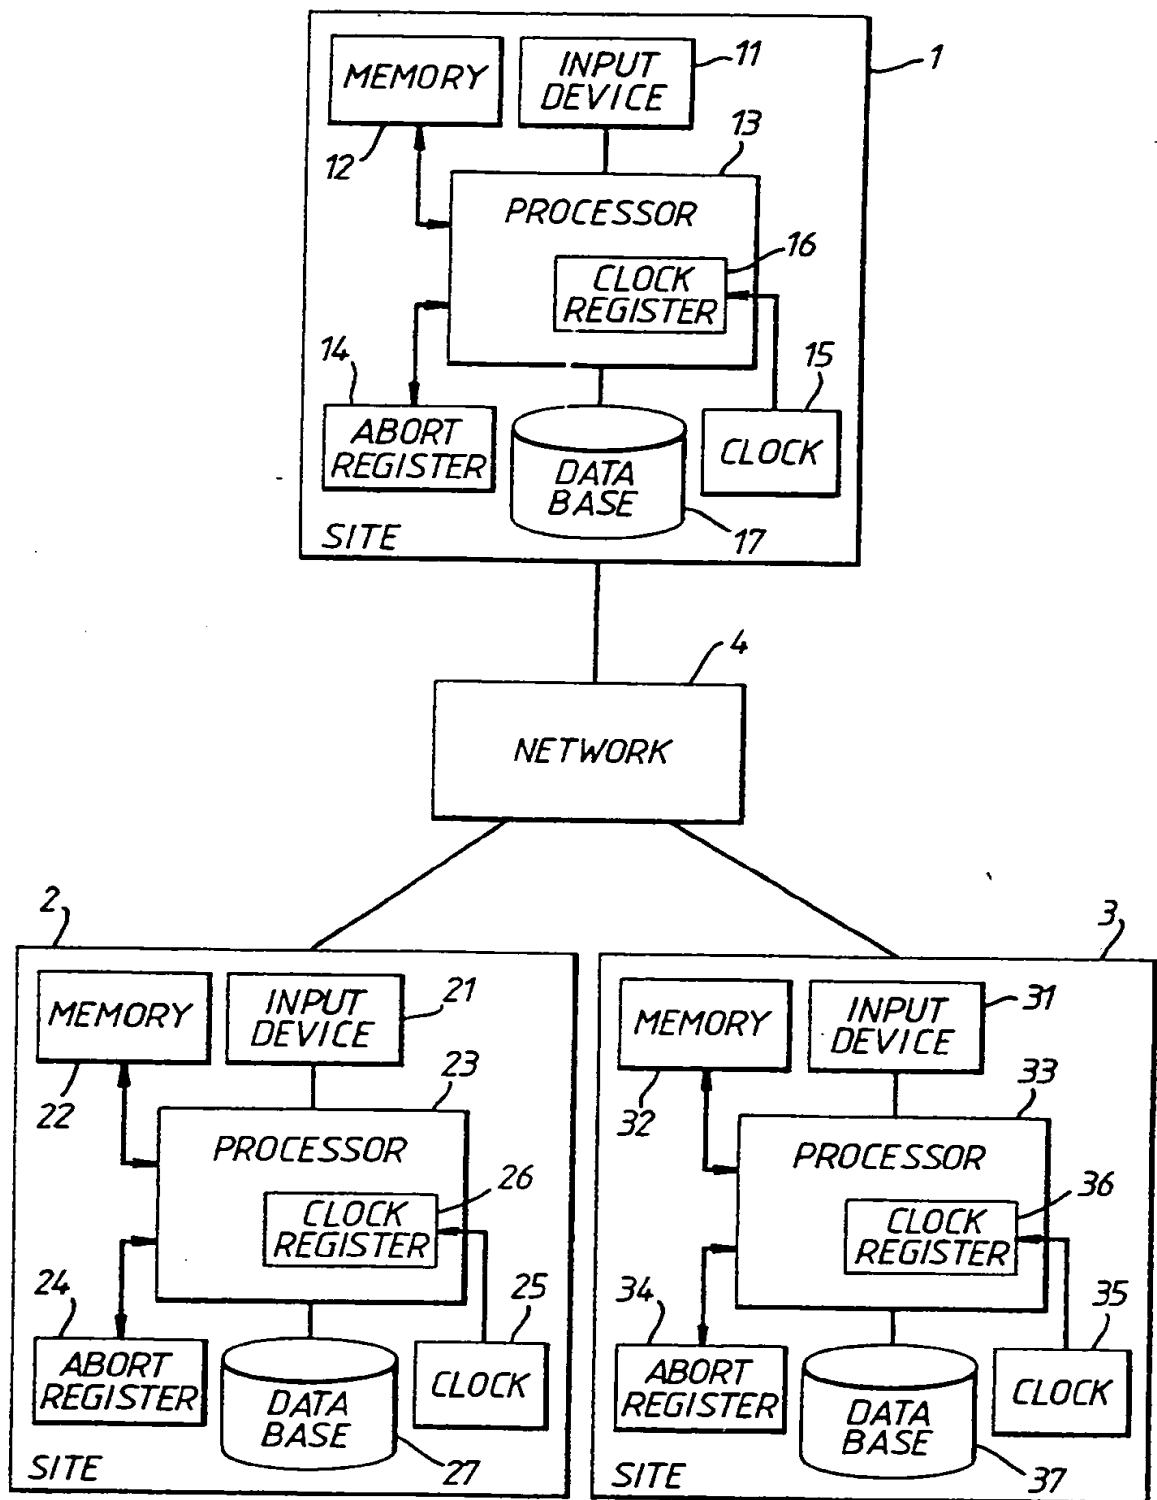 MEMORY
INPUT
DEVICE
11
1
12
13
PROCESSOR
16
CLOCK
REGISTER
14
15
ABORT
REGISTER
DATA
BASE
CLOCK
17
SITE
4
NETWORK
2
MEMORY
INPUT
DEVICE
21
22
23
PROCESSOR
26
CLOCK
REGISTER
24
25
ABORT
REGISTER
DATA
BASE
CLOCK
27
SITE
3
MEMORY
INPUT
DEVICE
31
32
33
PROCESSOR
36
CLOCK
REGISTER
34
35
ABORT
REGISTER
DATA
BASE
CLOCK
37
SITE